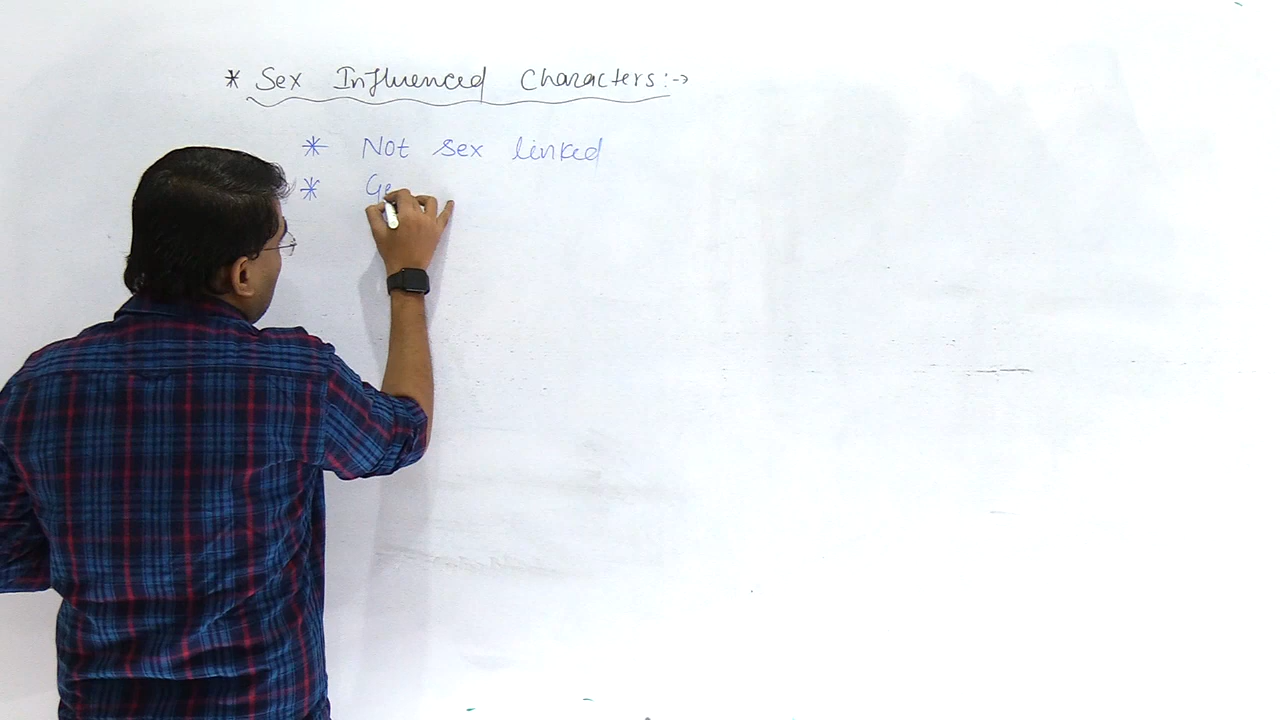 * Sex Influenced Characters:->
* Not sex linked
* Ge